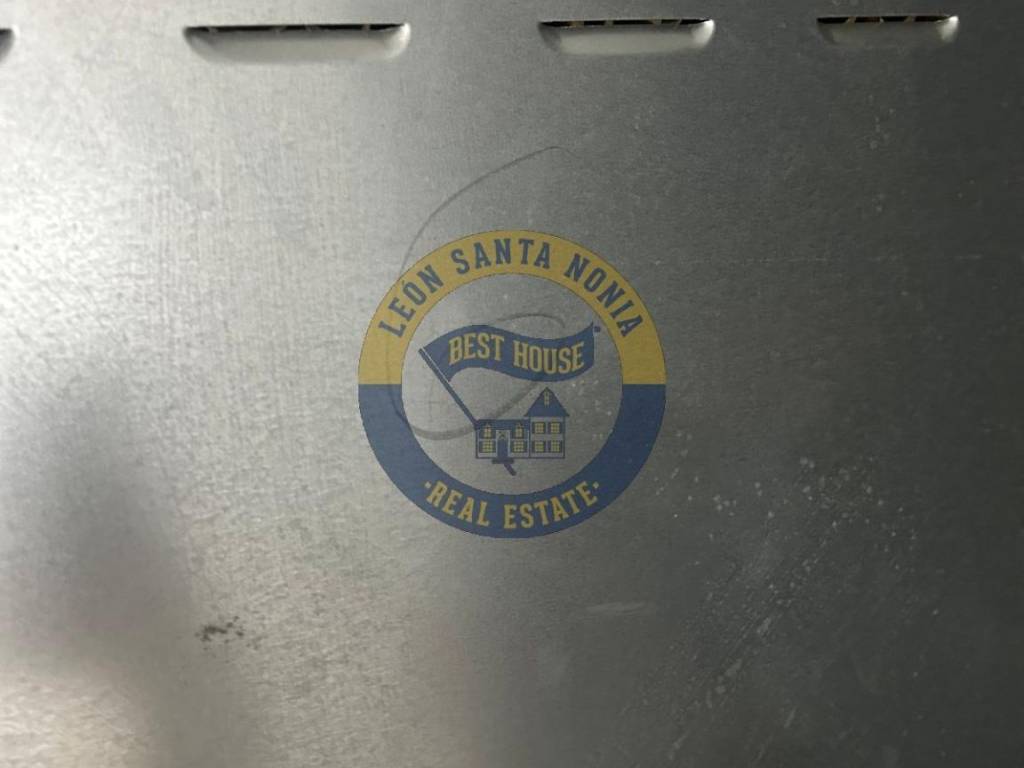 LEÓN SANTA NONIA
BEST HOUSE
·REAL ESTATE·